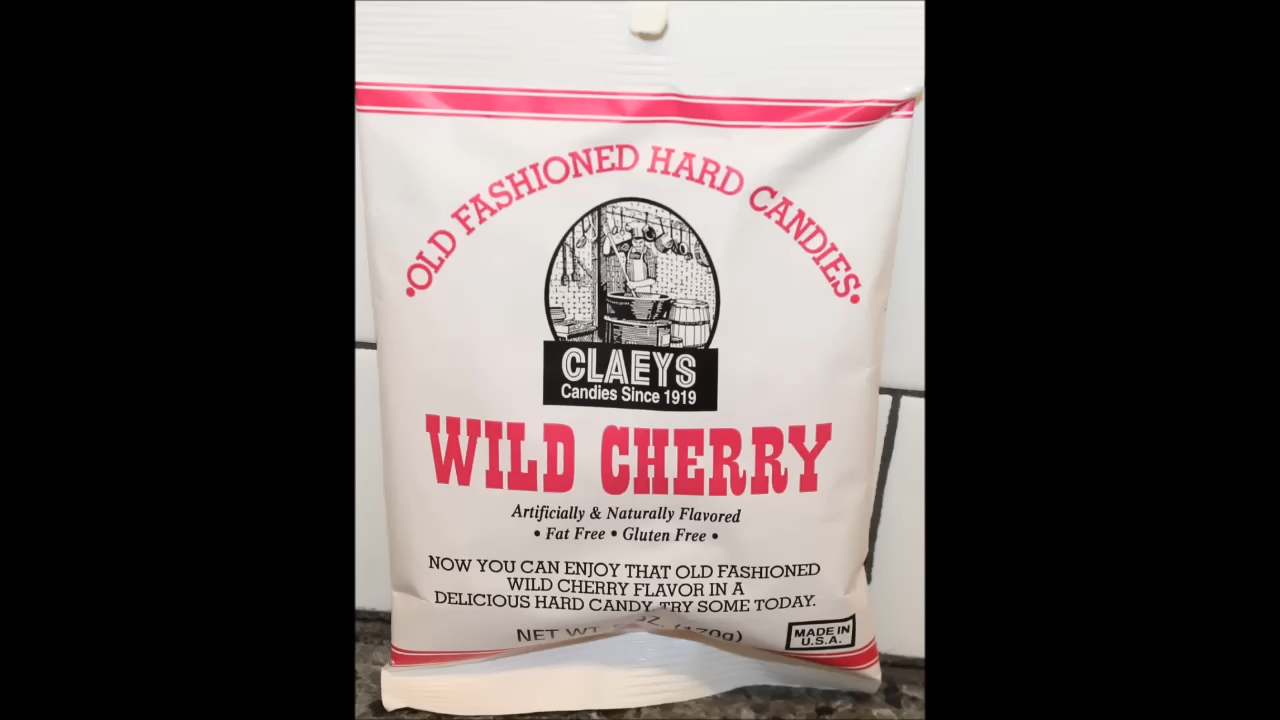 •OLD FASHIONED HARD CANDIES•
CLAEYS
Candies Since 1919
WILD CHERRY
Artificially & Naturally Flavored
• Fat Free • Gluten Free •
NOW YOU CAN ENJOY THAT OLD FASHIONED
WILD CHERRY FLAVOR IN A
DELICIOUS HARD CANDY. TRY SOME TODAY.
NET WT. OZ. (170g)
MADE IN
U.S.A.